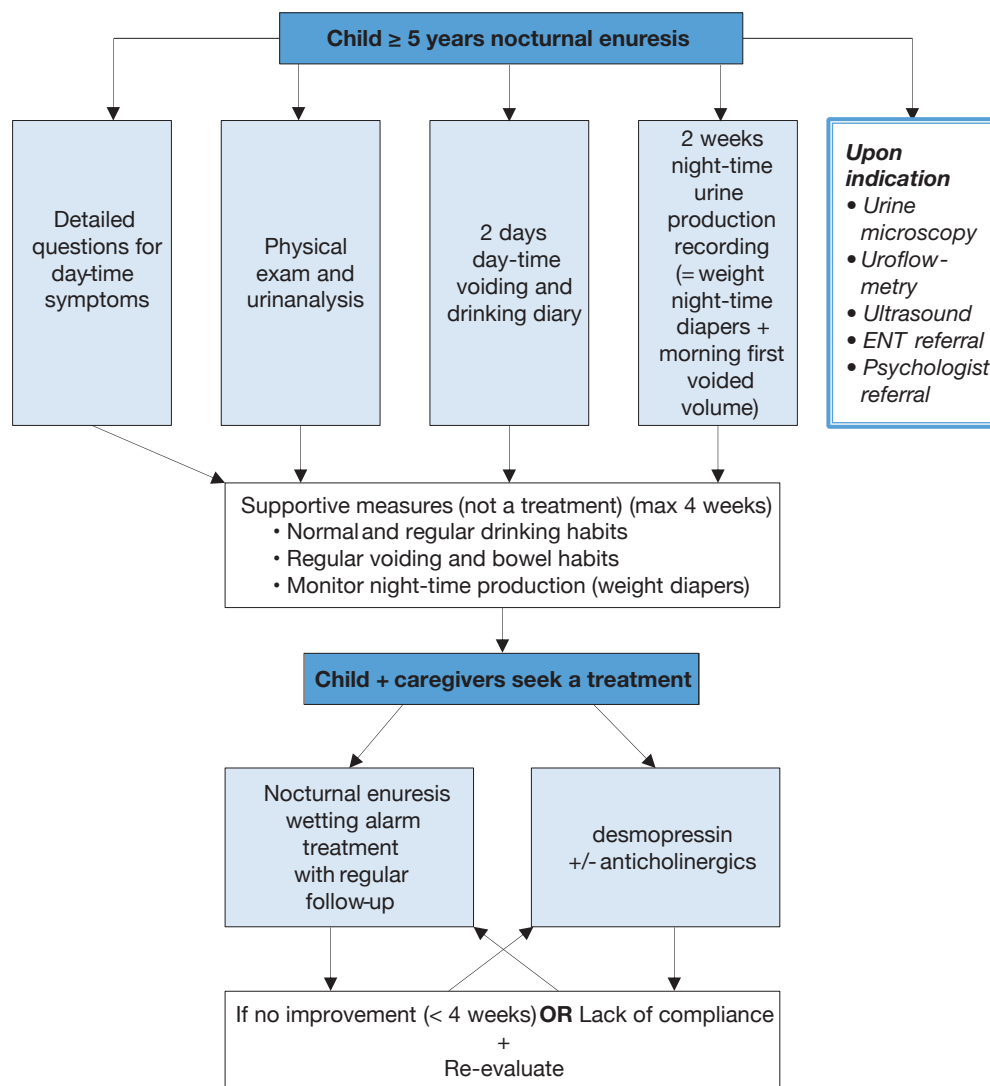 Child ≥ 5 years nocturnal enuresis
Detailed
questions for
day-time
symptoms
Physical
exam and
urinanalysis
2 days
day-time
voiding and
drinking diary
2 weeks
night-time
urine
production
recording
(= weight
night-time
diapers +
morning first
voided
volume)
Upon
indication
• Urine
microscopy
• Uroflow-
metry
• Ultrasound
• ENT referral
• Psychologist
referral
Supportive measures (not a treatment) (max 4 weeks)
• Normal and regular drinking habits
• Regular voiding and bowel habits
• Monitor night-time production (weight diapers)
Child + caregivers seek a treatment
Nocturnal enuresis
wetting alarm
treatment
with regular
follow-up
desmopressin
+/- anticholinergics
If no improvement (< 4 weeks) OR Lack of compliance
+
Re-evaluate